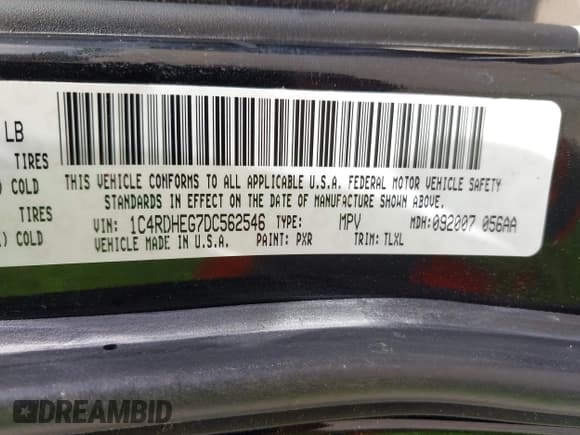 LB
TIRES
) COLD
TIRES
) COLD
THIS VEHICLE CONFORMS TO ALL APPLICABLE U.S.A. FEDERAL MOTOR VEHICLE SAFETY
STANDARDS IN EFFECT ON THE DATE OF MANUFACTURE SHOWN ABOVE.
VIN: 1C4RDHEG7DC562546 TYPE: MPV MDH:092007 056AA
VEHICLE MADE IN U.S.A. PAINT: PXR TRIM: TLXL
DREAMBID